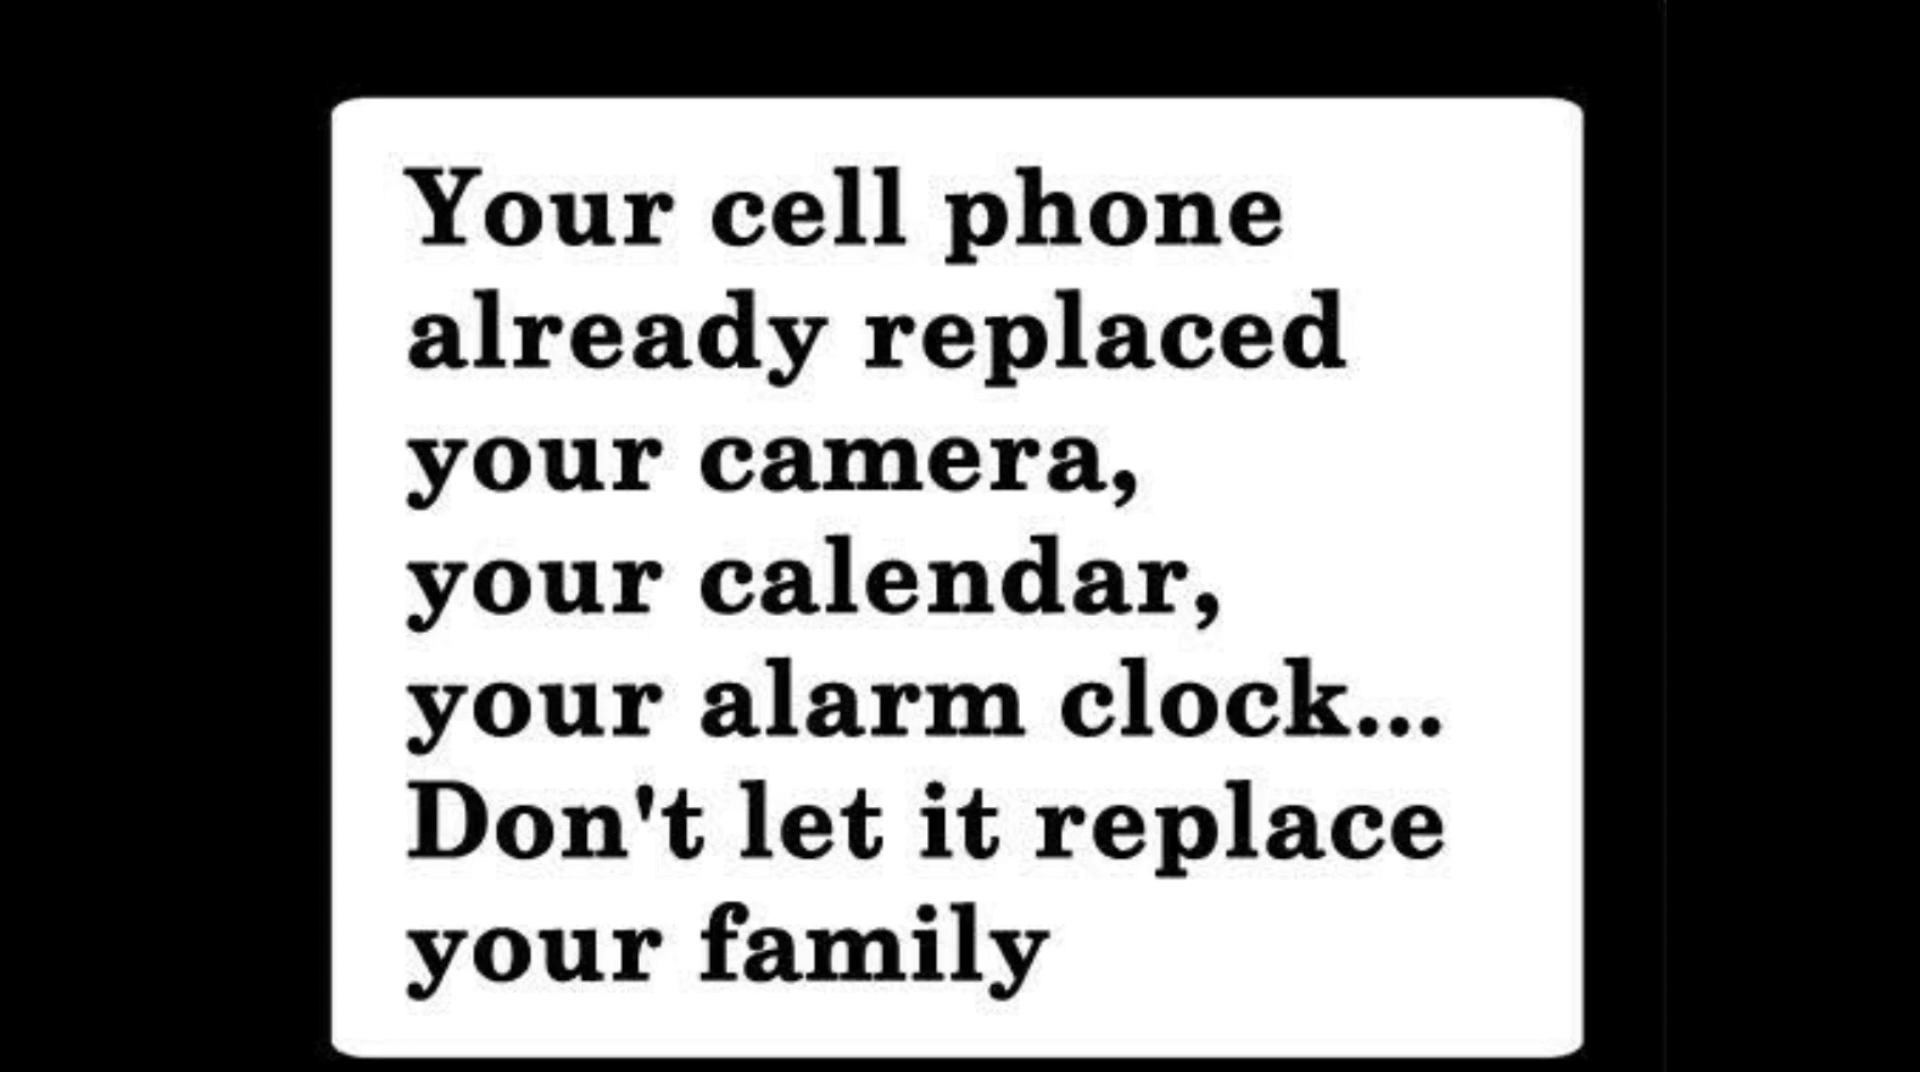 Your cell phone
already replaced
your camera,
your calendar,
your alarm clock...
Don't let it replace
your family